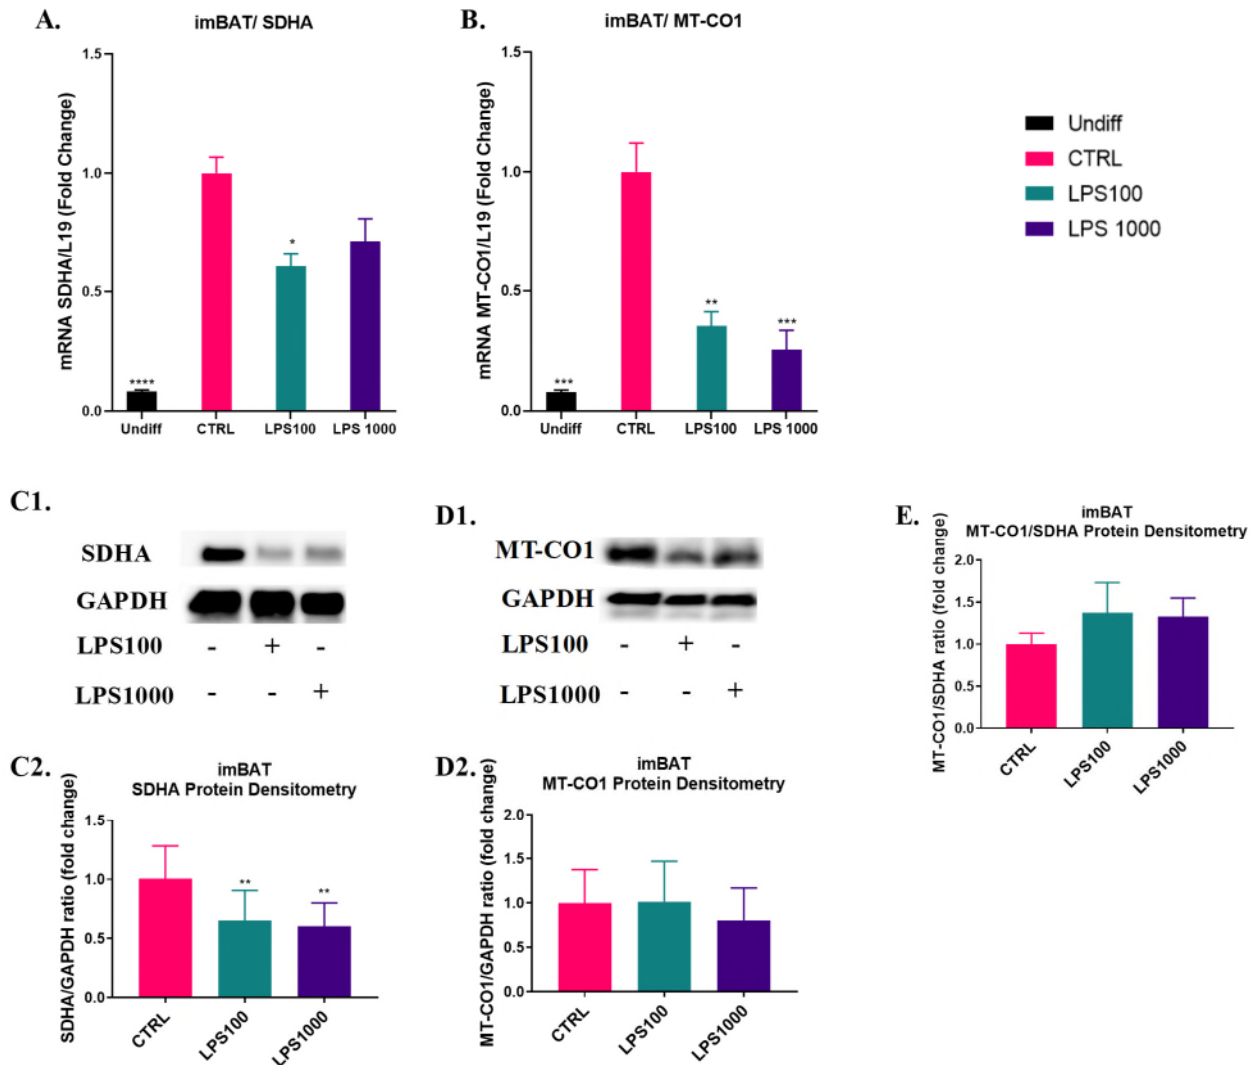 A.
imBAT/ SDHA
mRNA SDHA/L19 (Fold Change)
1.5
1.0
0.5
0.0
****
*
Undiff
CTRL
LPS100
LPS 1000
B.
imBAT/ MT-CO1
mRNA MT-CO1/L19 (Fold Change)
1.5
1.0
0.5
0.0
***
**
***
Undiff
CTRL
LPS100
LPS 1000
Undiff
CTRL
LPS100
LPS 1000
C1.
SDHA
GAPDH
LPS100 - + -
LPS1000 - - +
D1.
MT-CO1
GAPDH
LPS100 - + -
LPS1000 - - +
E.
imBAT
MT-CO1/SDHA Protein Densitometry
MT-CO1/SDHA ratio (fold change)
2.0
1.5
1.0
0.5
0.0
CTRL
LPS100
LPS1000
C2.
imBAT
SDHA Protein Densitometry
SDHA/GAPDH ratio (fold change)
1.5
1.0
0.5
0.0
**
**
CTRL
LPS100
LPS1000
D2.
imBAT
MT-CO1 Protein Densitometry
MT-CO1/GAPDH ratio (fold change)
2.0
1.5
1.0
0.5
0.0
CTRL
LPS100
LPS1000